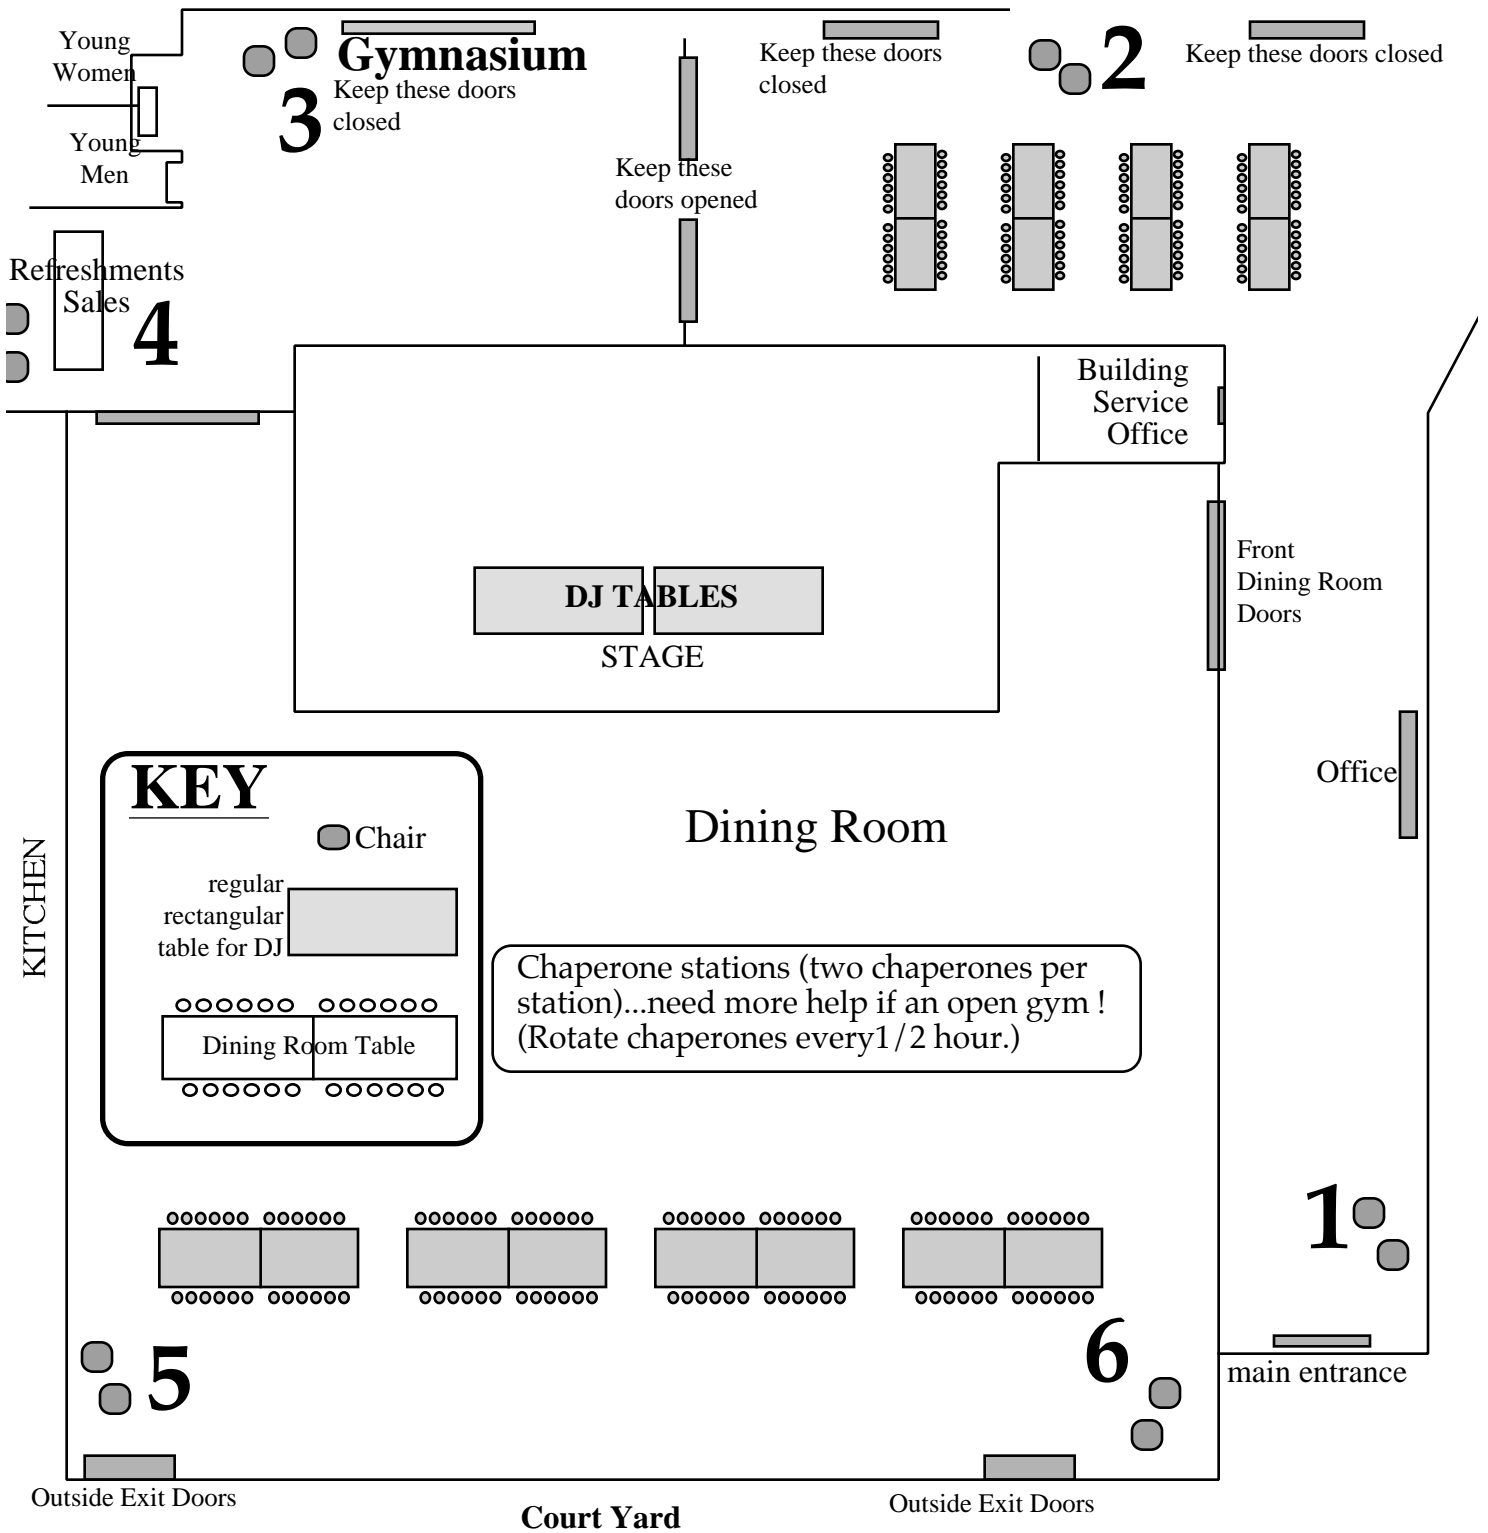 Young
Women
Gymnasium
Keep these doors
closed
3
Keep these doors
closed
2
Keep these doors closed
Young
Men
Keep these
doors opened
Refreshments
Sales
4
Building
Service
Office
Front
Dining Room
Doors
DJ TABLES
STAGE
Office
KEY
Chair
regular
rectangular
table for DJ
Dining Room Table
Dining Room
KITCHEN
Chaperone stations (two chaperones per
station)...need more help if an open gym !
(Rotate chaperones every1/2 hour.)
1
5
6
main entrance
Outside Exit Doors
Court Yard
Outside Exit Doors